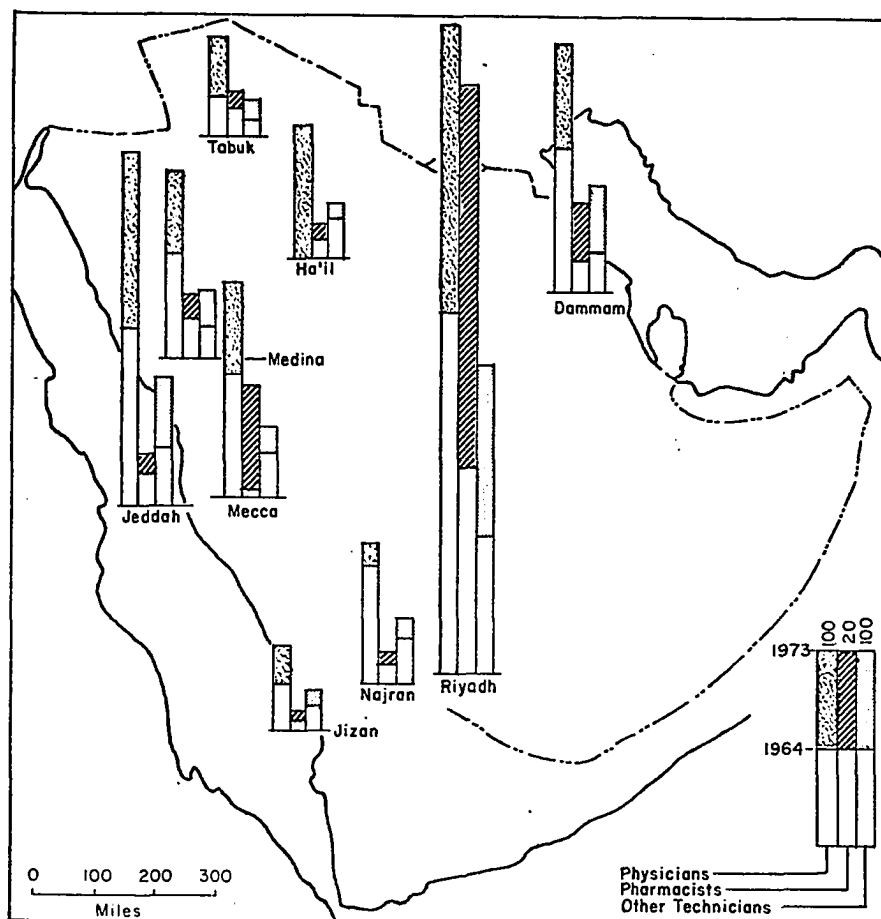 Tabuk
Ha'il
Dammam
Medina
Jeddah
Mecca
Najran
Riyadh
Jizan
100 20 100
1973
1964
Physicians
Pharmacists
Other Technicians
0 100 200 300
Miles